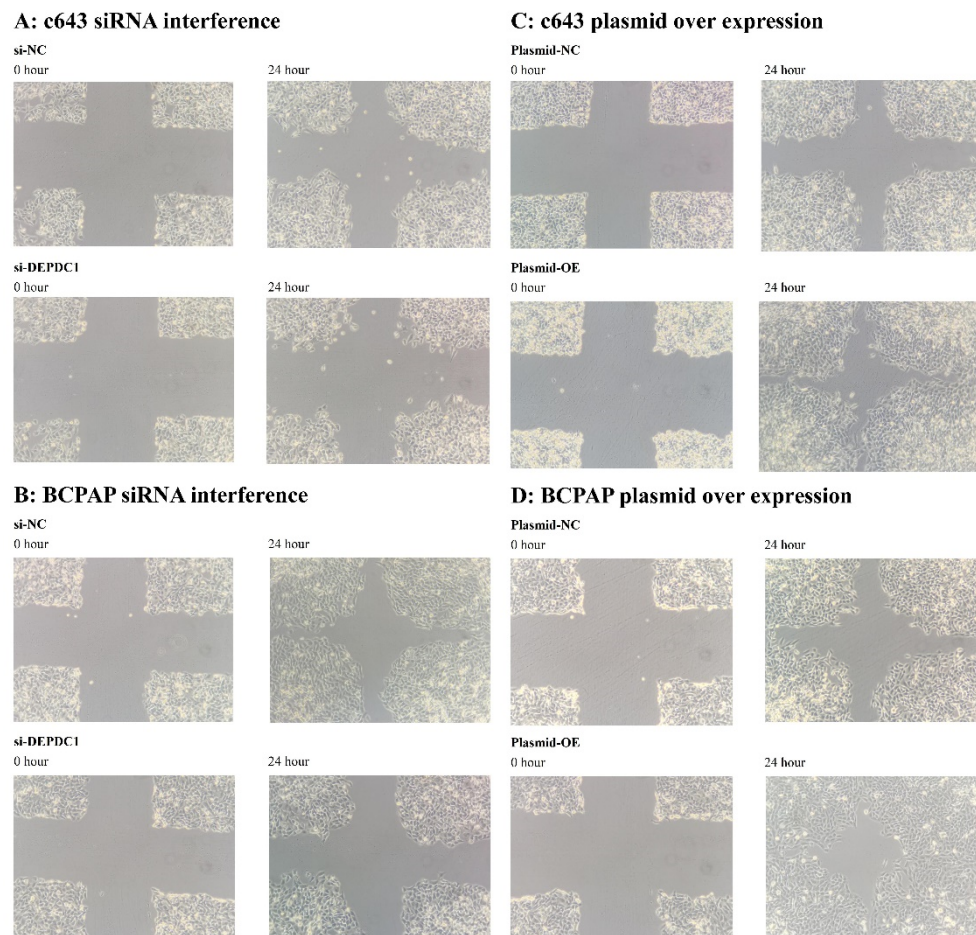 A: c643 siRNA interference
si-NC
0 hour 24 hour
si-DEPDC1
0 hour 24 hour
B: BCPAP siRNA interference
si-NC
0 hour 24 hour
si-DEPDC1
0 hour 24 hour
C: c643 plasmid over expression
Plasmid-NC
0 hour 24 hour
Plasmid-OE
0 hour 24 hour
D: BCPAP plasmid over expression
Plasmid-NC
0 hour 24 hour
Plasmid-OE
0 hour 24 hour